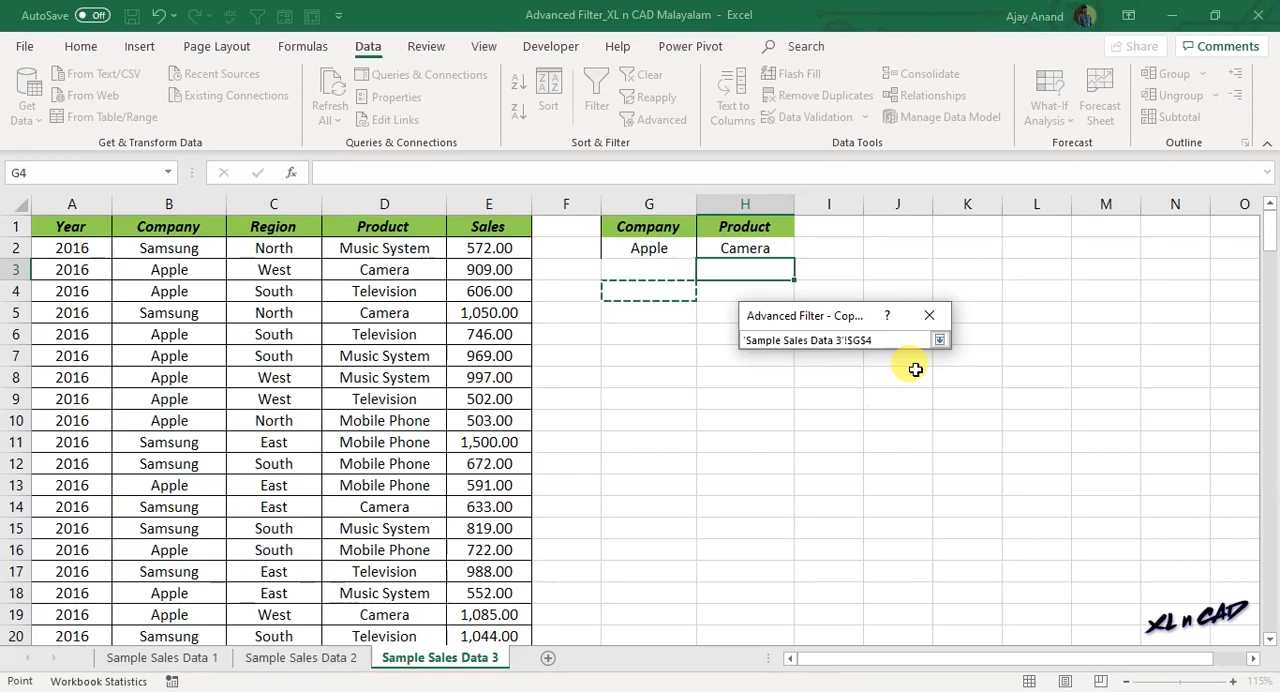 AutoSave Off Advanced Filter_XL n CAD Malayalam - Excel Ajay Anand
File Home Insert Page Layout Formulas Data Review View Developer Help Power Pivot Search Share Comments
Get Data
From Text/CSV
From Web
From Table/Range
Recent Sources
Existing Connections
Get & Transform Data
Refresh All
Queries & Connections
Properties
Edit Links
Queries & Connections
Sort
Filter
Clear
Reapply
Advanced
Sort & Filter
Text to Columns
Flash Fill
Remove Duplicates
Data Validation
Consolidate
Relationships
Manage Data Model
Data Tools
What-If Analysis
Forecast Sheet
Forecast
Group
Ungroup
Subtotal
Outline
G4 fx
A B C D E F G H I J K L M N O
1 Year Company Region Product Sales Company Product
2 2016 Samsung North Music System 572.00 Apple Camera
3 2016 Apple West Camera 909.00
4 2016 Apple South Television 606.00
5 2016 Samsung North Camera 1,050.00
6 2016 Apple South Television 746.00
7 2016 Samsung South Music System 969.00
8 2016 Apple West Music System 997.00
9 2016 Apple West Television 502.00
10 2016 Apple North Mobile Phone 503.00
11 2016 Samsung East Mobile Phone 1,500.00
12 2016 Samsung South Mobile Phone 672.00
13 2016 Apple East Mobile Phone 591.00
14 2016 Samsung East Camera 633.00
15 2016 Samsung South Music System 819.00
16 2016 Apple South Mobile Phone 722.00
17 2016 Samsung East Television 988.00
18 2016 Apple East Music System 552.00
19 2016 Apple West Camera 1,085.00
20 2016 Samsung South Television 1,044.00
Advanced Filter - Cop... ?
'Sample Sales Data 3'!$G$4
XL n CAD
Sample Sales Data 1 Sample Sales Data 2 Sample Sales Data 3
Point Workbook Statistics 115%